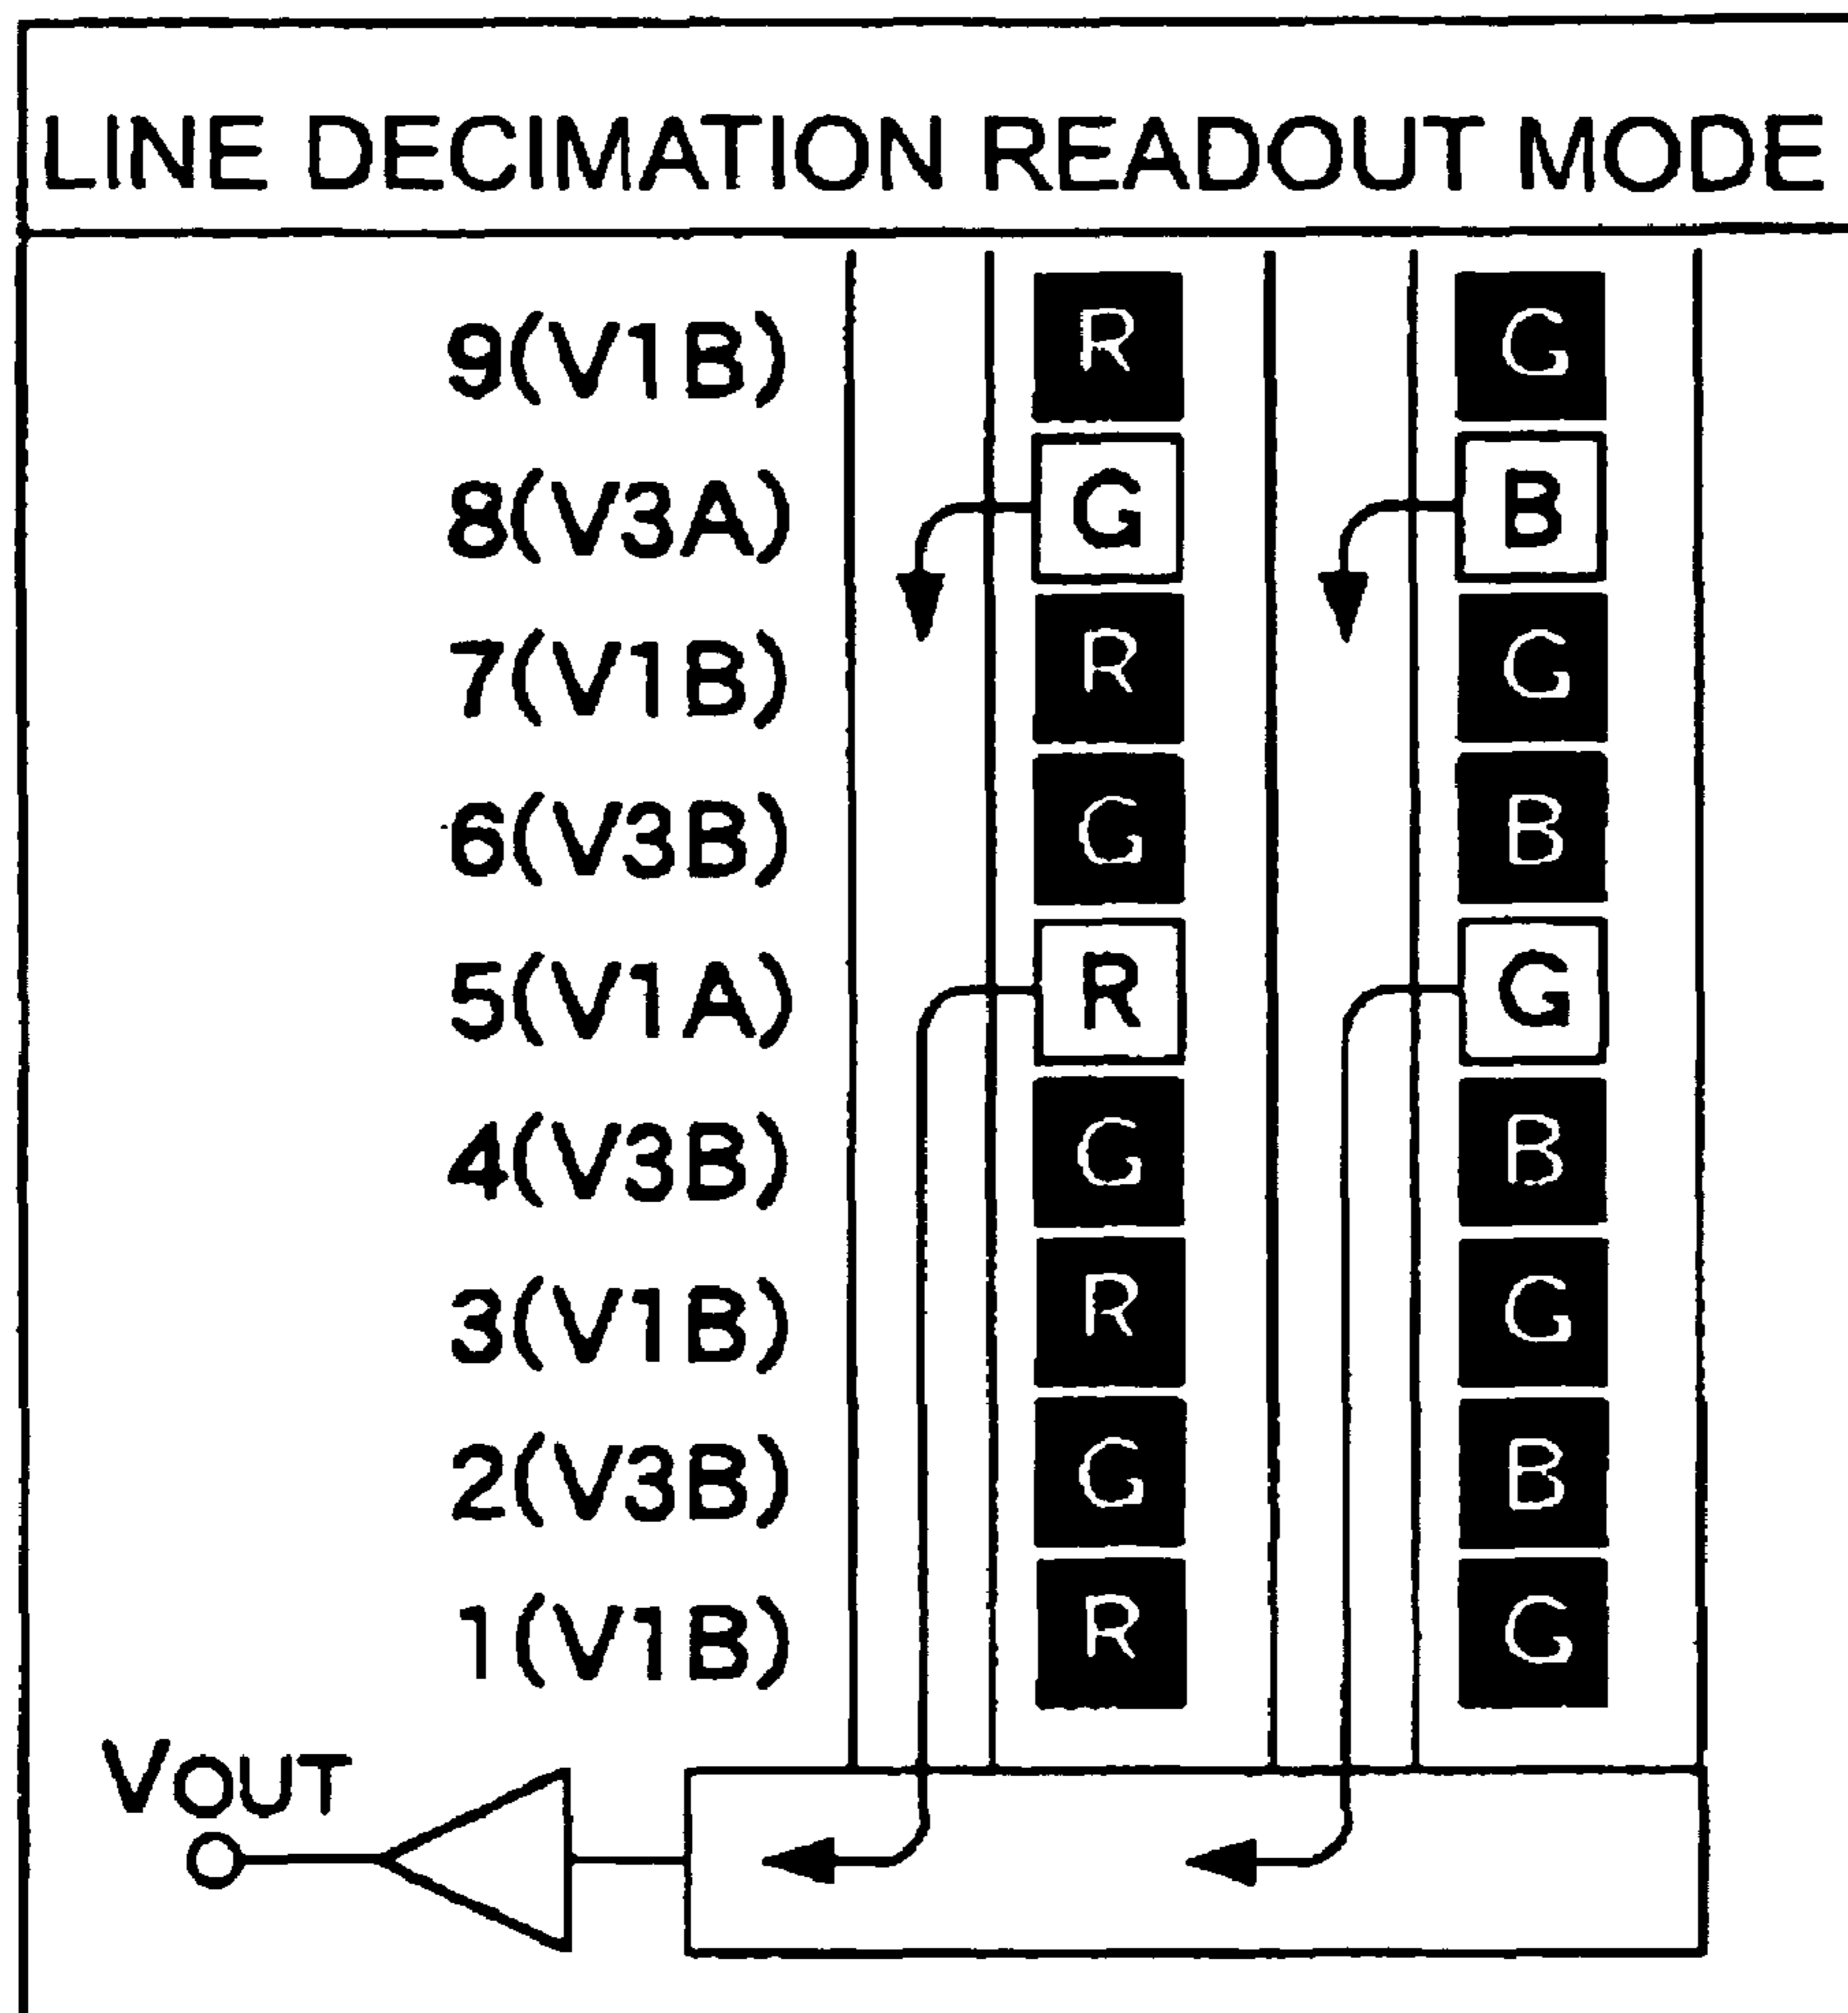 LINE DECIMATION READOUT MODE
9(V1B) R G
8(V3A) G B
7(V1B) R G
6(V3B) G B
5(V1A) R G
4(V3B) G B
3(V1B) R G
2(V3B) G B
1(V1B) R G
VOUT